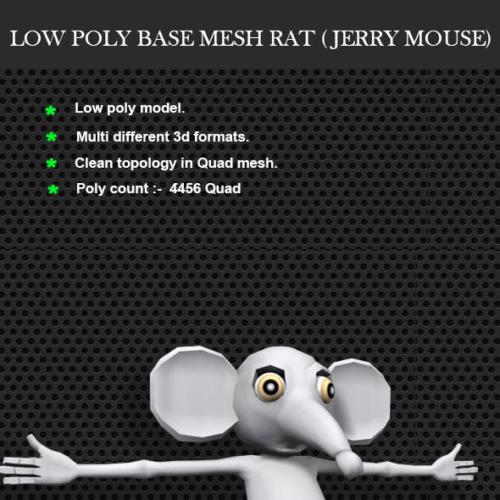 LOW POLY BASE MESH RAT ( JERRY MOUSE)
* Low poly model.
* Multi different 3d formats.
* Clean topology in Quad mesh.
* Poly count :- 4456 Quad